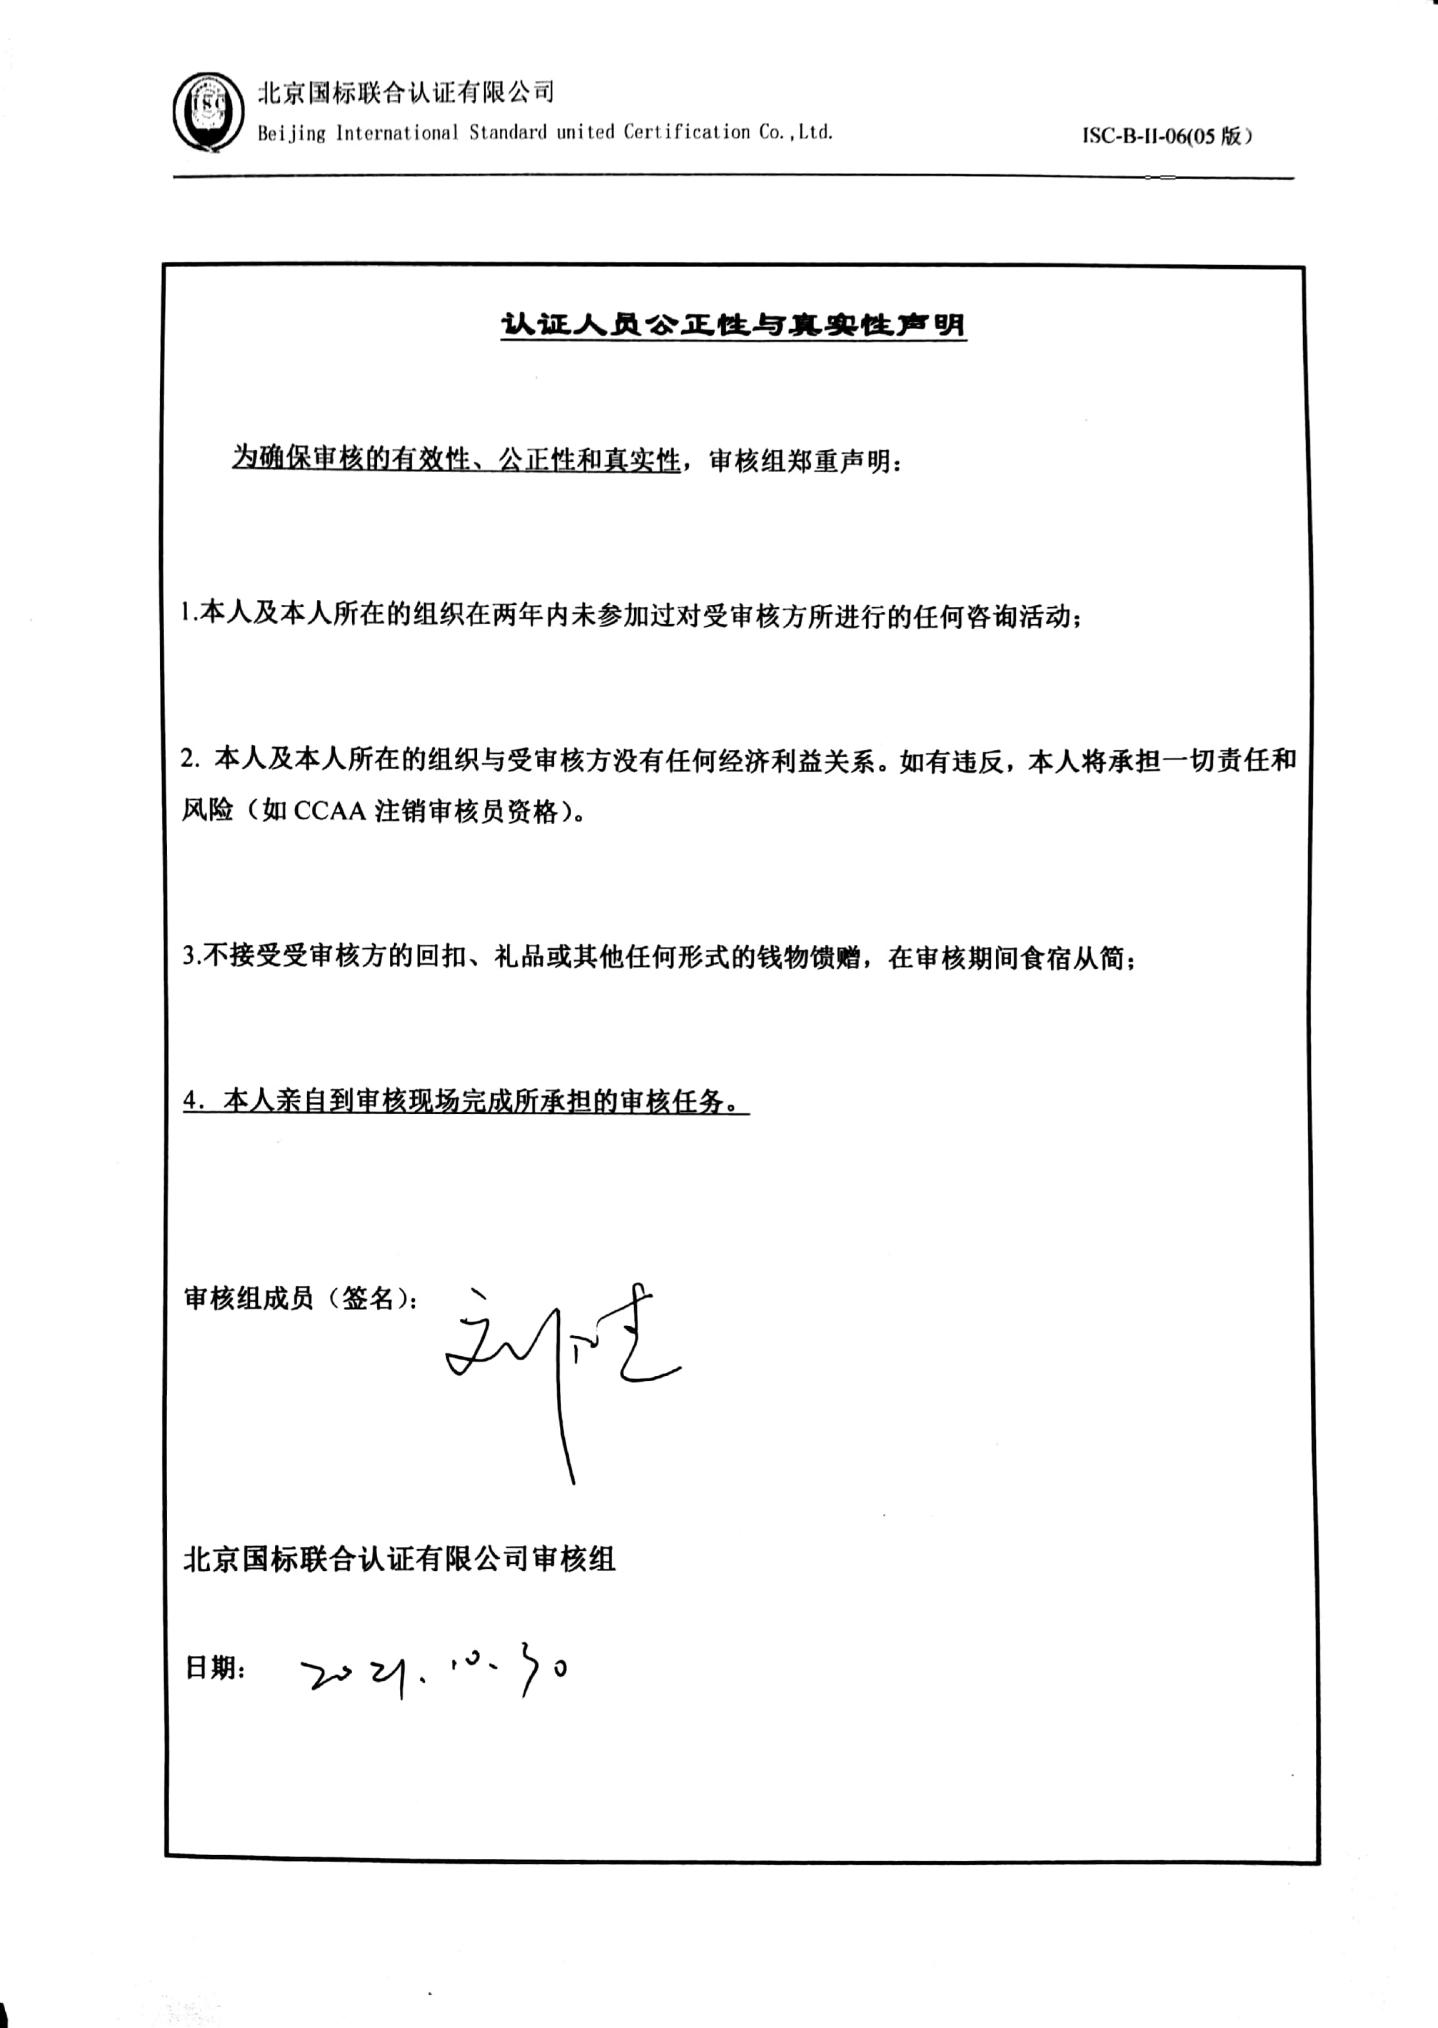 ISC
北京国标联合认证有限公司
Beijing International Standard united Certification Co.,Ltd.
ISC-B-II-06(05 版）
认证人员公正性与真实性声明
为确保审核的有效性、公正性和真实性，审核组郑重声明：
1.本人及本人所在的组织在两年内未参加过对受审核方所进行的任何咨询活动；
2. 本人及本人所在的组织与受审核方没有任何经济利益关系。如有违反，本人将承担一切责任和
风险（如 CCAA 注销审核员资格）。
3.不接受受审核方的回扣、礼品或其他任何形式的钱物馈赠，在审核期间食宿从简；
4．本人亲自到审核现场完成所承担的审核任务。
审核组成员（签名）： 刘
北京国标联合认证有限公司审核组
日期： 2021.10.30